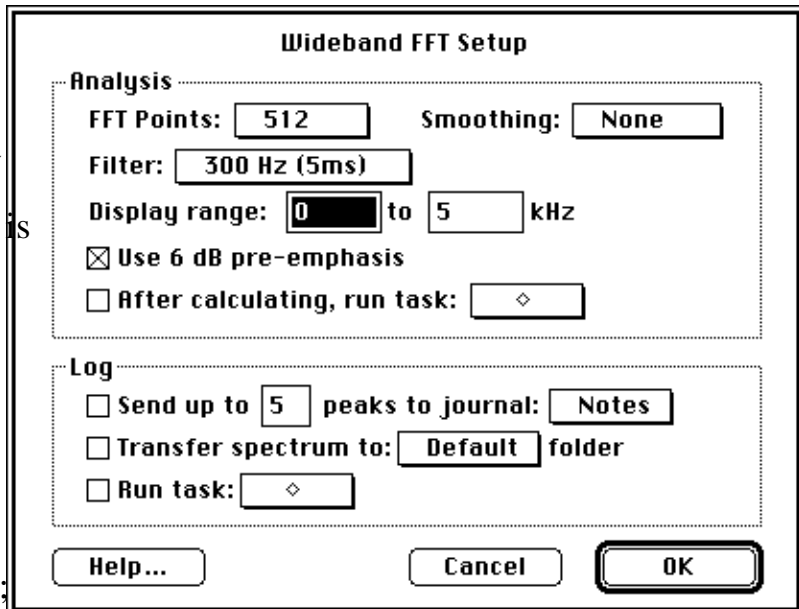 Wideband FFT Setup
Analysis
FFT Points: 512 Smoothing: None
Filter: 300 Hz (5ms)
is
Display range: 0 to 5 kHz
Use 6 dB pre-emphasis
After calculating, run task: ◇
Log
Send up to 5 peaks to journal: Notes
Transfer spectrum to: Default folder
Run task: ◇
Help... Cancel OK
;